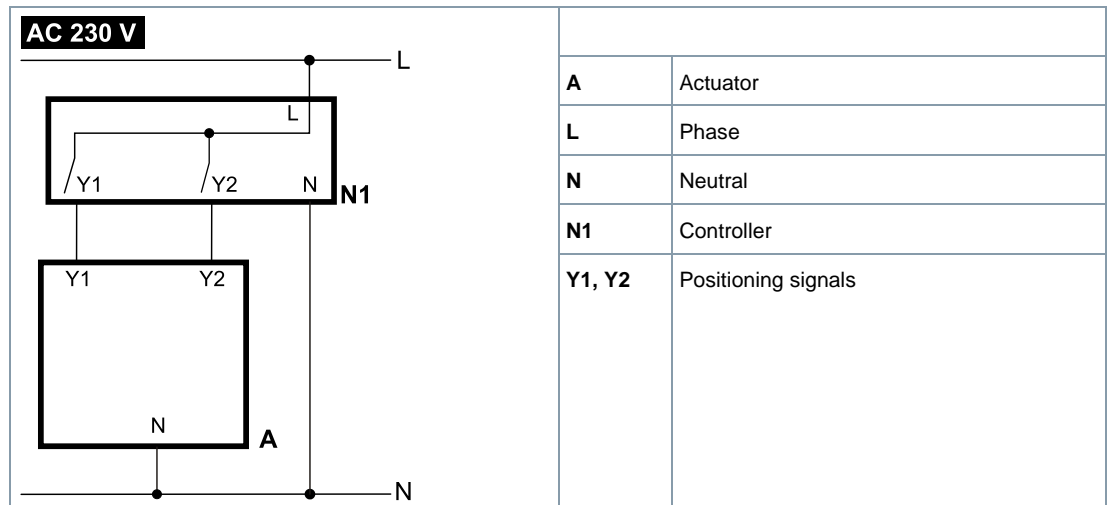 AC 230 V
L
L
Y1 Y2 N N1
Y1 Y2
N
A
N
A Actuator
L Phase
N Neutral
N1 Controller
Y1, Y2 Positioning signals